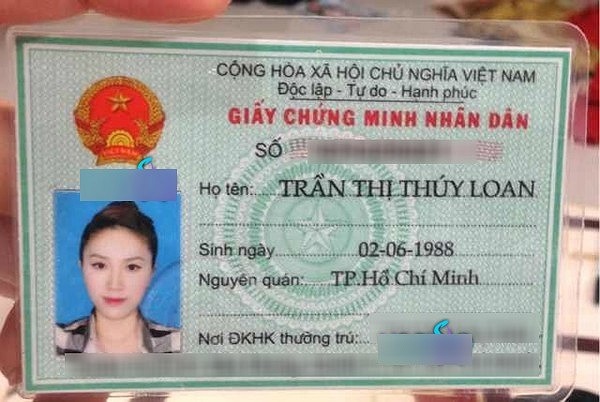 CỘNG HÒA XÃ HỘI CHỦ NGHĨA VIỆT NAM
Độc lập - Tự do - Hạnh phúc
GIẤY CHỨNG MINH NHÂN DÂN
SỐ
Họ tên: TRẦN THỊ THÚY LOAN
Sinh ngày 02-06-1988
Nguyên quán: TP.Hồ Chí Minh
Nơi ĐKHK thường trú: